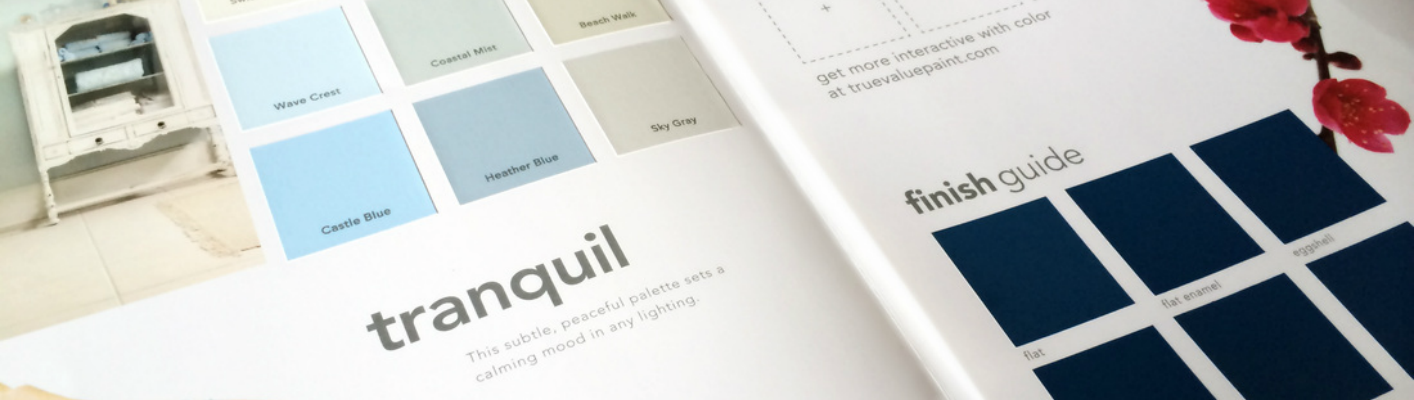 Beach Walk
Coastal Mist
Wave Crest
Sky Gray
Heather Blue
Castle Blue
tranquil
This subtle, peaceful palette sets a
calming mood in any lighting.
+
get more interactive with color
at truevaluepaint.com
finish guide
eggshell
flat enamel
flat